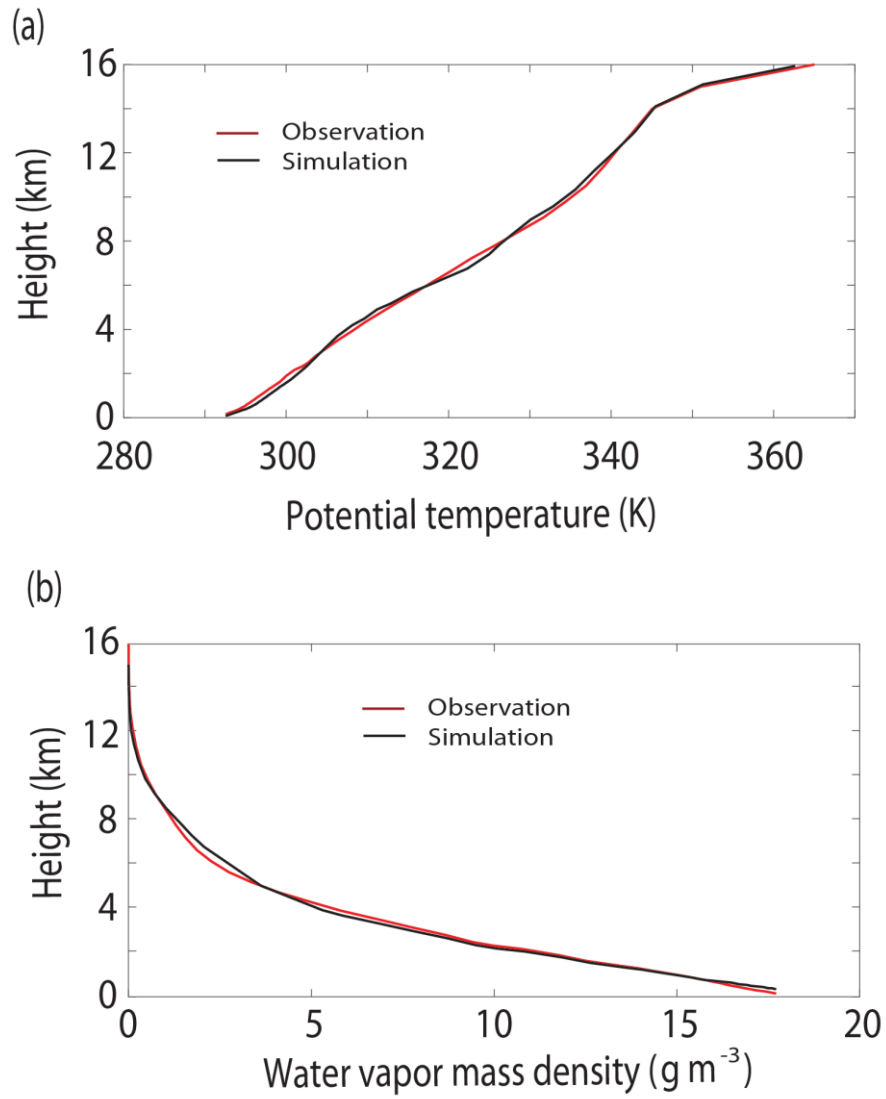 (a)
16
12
8
4
0
Height (km)
Observation
Simulation
280 300 320 340 360
Potential temperature (K)
(b)
16
12
8
4
0
Height (km)
Observation
Simulation
0 5 10 15 20
Water vapor mass density (g m⁻³)